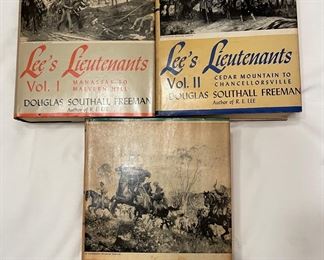 Lee's Lieutenants
Vol. I
MANASSAS TO
MALVERN HILL
DOUGLAS SOUTHALL FREEMAN
Author of R. E. LEE
Lee's Lieutenants
Vol. II
CEDAR MOUNTAIN TO
CHANCELLORSVILLE
DOUGLAS SOUTHALL FREEMAN
Author of R. E. LEE